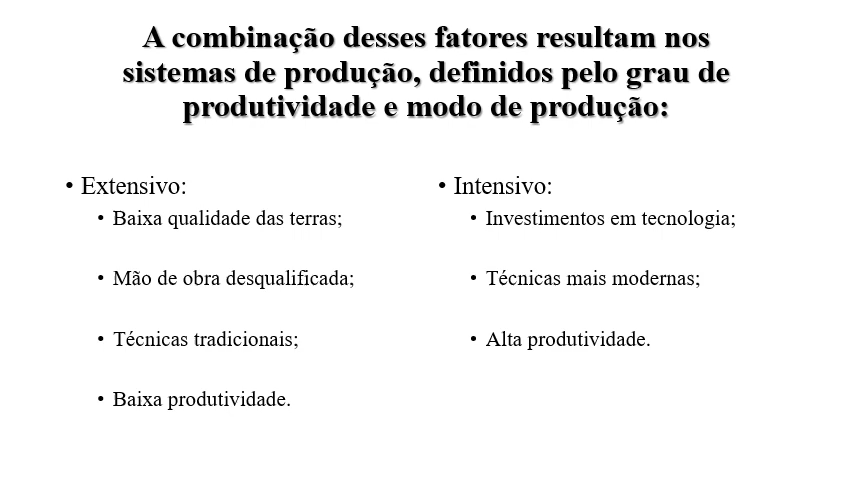 A combinação desses fatores resultam nos
sistemas de produção, definidos pelo grau de
produtividade e modo de produção:
• Extensivo:
• Baixa qualidade das terras;
• Mão de obra desqualificada;
• Técnicas tradicionais;
• Baixa produtividade.
• Intensivo:
• Investimentos em tecnologia;
• Técnicas mais modernas;
• Alta produtividade.